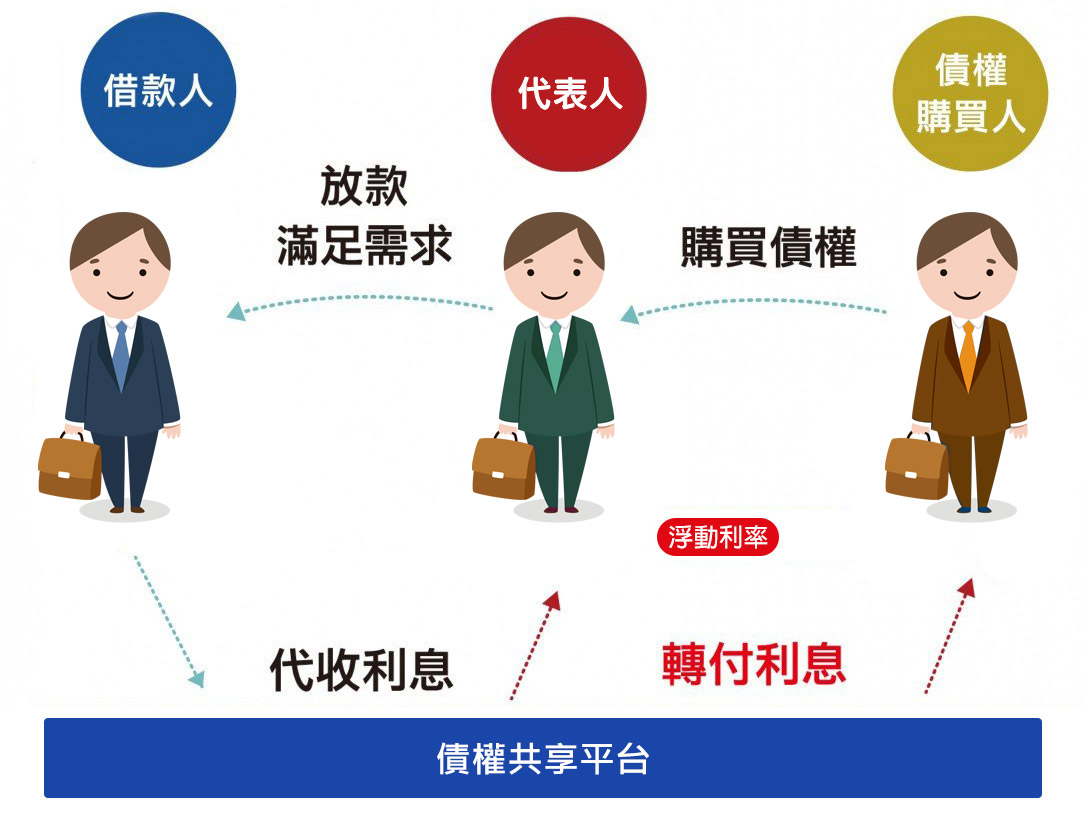 借款人
代表人
債權
購買人
放款
滿足需求
購買債權
浮動利率
代收利息
轉付利息
債權共享平台